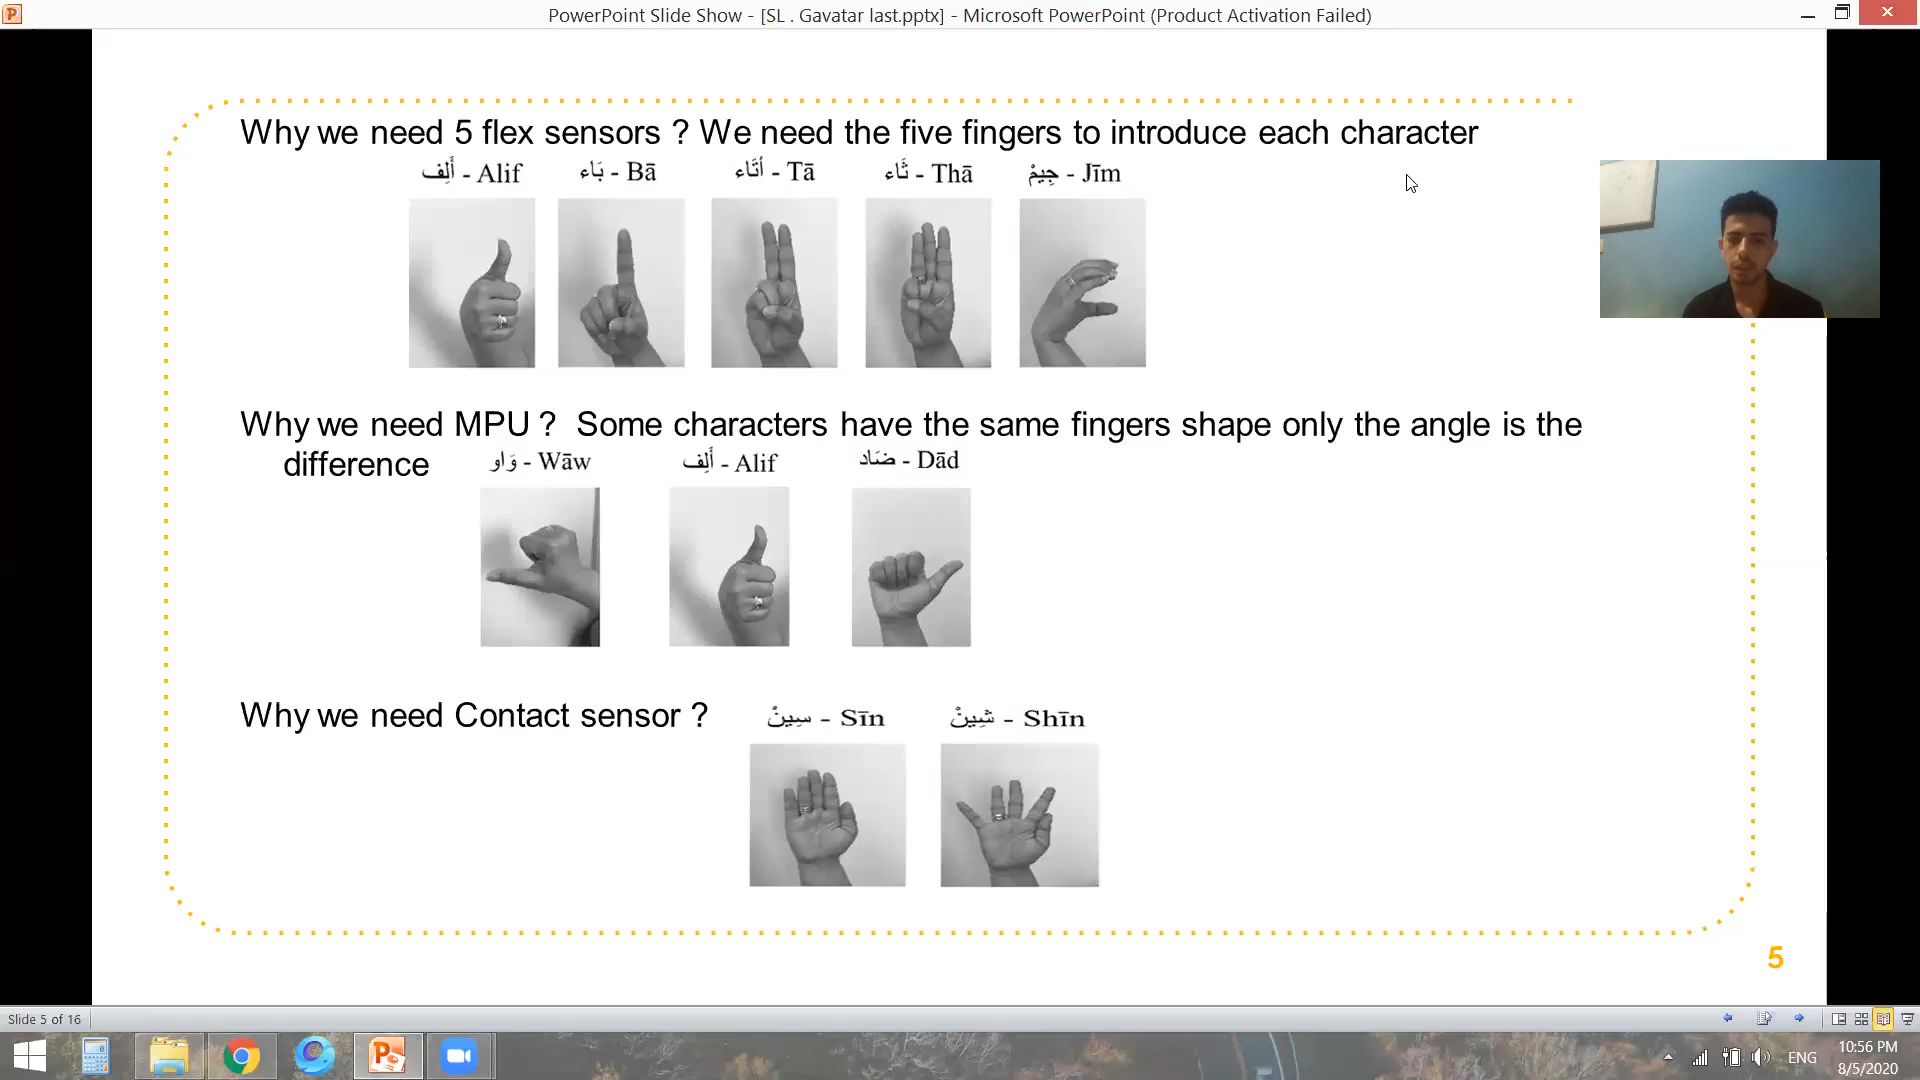 PowerPoint Slide Show - [SL . Gavatar last.pptx] - Microsoft PowerPoint (Product Activation Failed)
Why we need 5 flex sensors ? We need the five fingers to introduce each character
أَلِف - Alif
بَاء - Bā
أتَاء - Tā
ثَاء - Thā
جِيمْ - Jīm
Why we need MPU ? Some characters have the same fingers shape only the angle is the
difference
وَاو - Wāw
أَلِف - Alif
ضَاد - Dād
Why we need Contact sensor ?
سِينْ - Sīn
شِينْ - Shīn
5
Slide 5 of 16
ENG
10:56 PM
8/5/2020